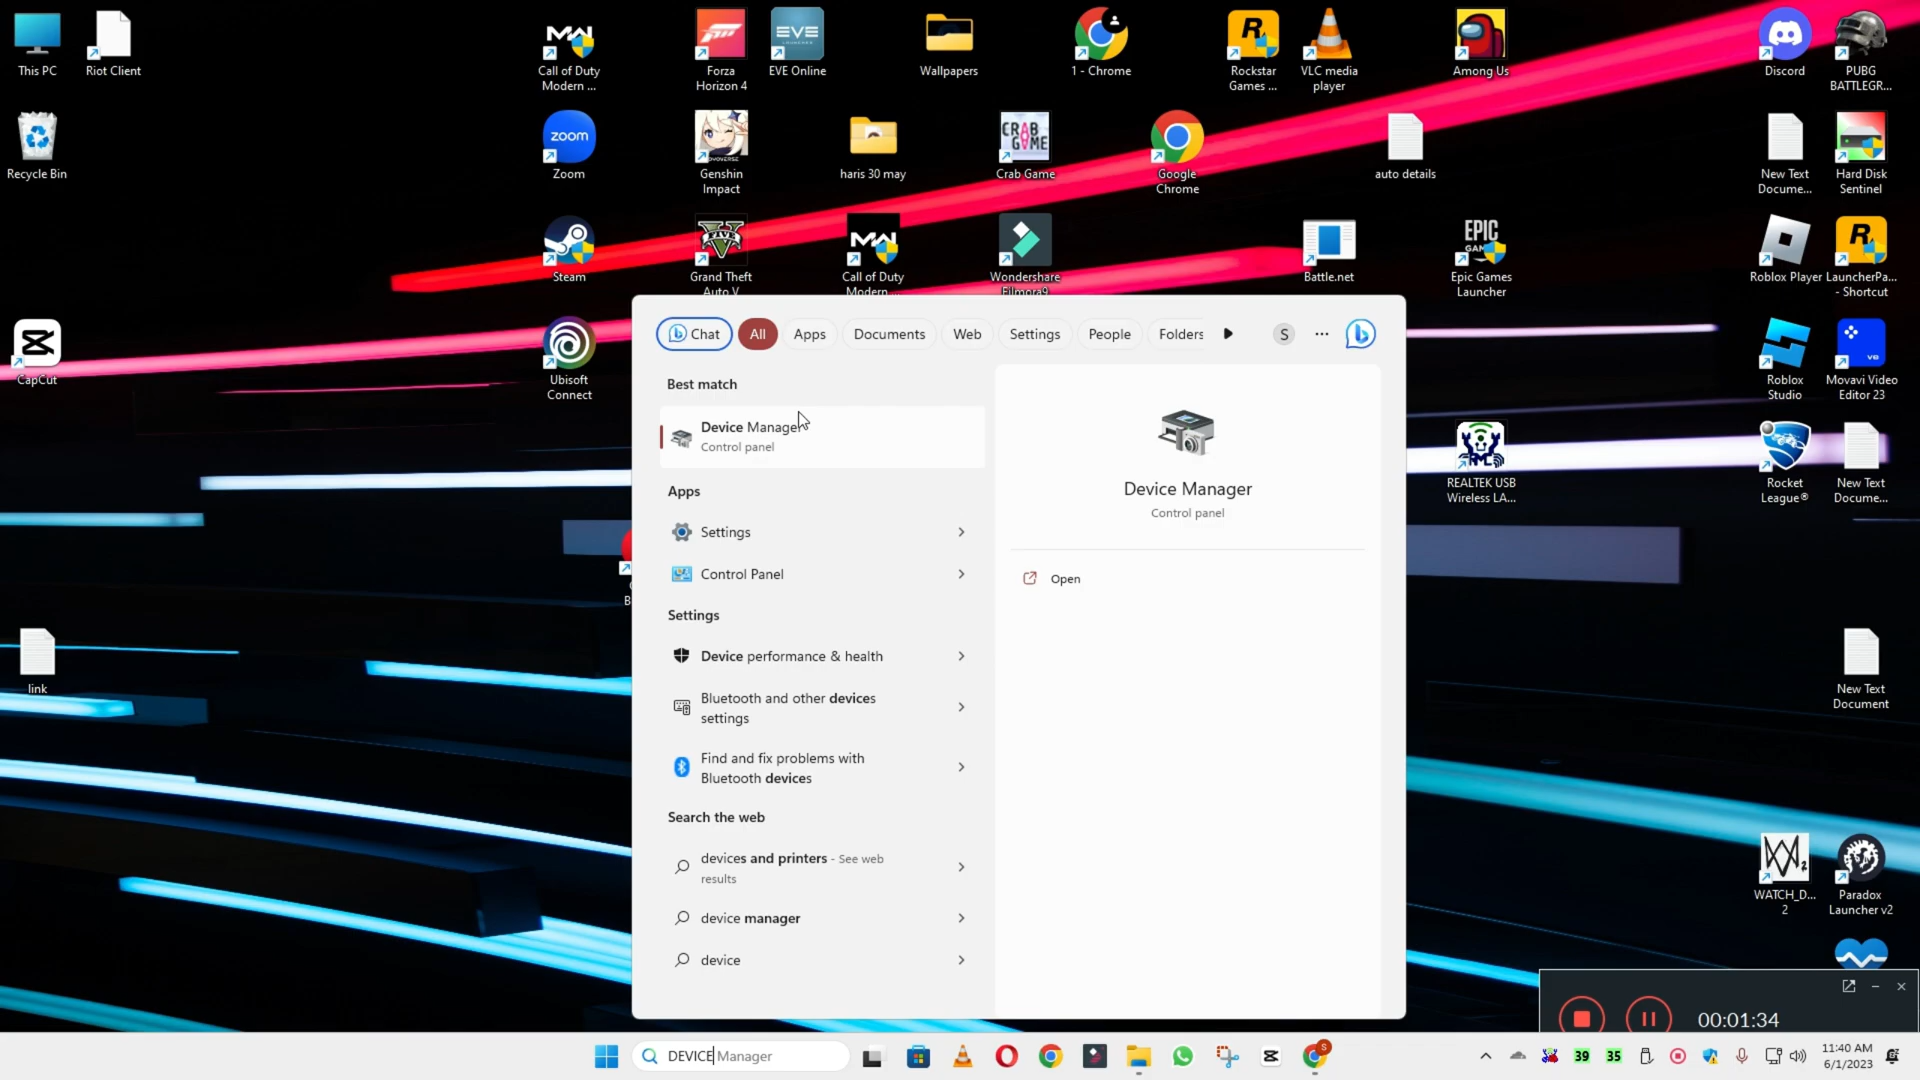 This PC
Riot Client
Call of Duty
Modern ...
Forza
Horizon 4
EVE Online
Wallpapers
1 - Chrome
Rockstar
Games ...
VLC media
player
Among Us
Discord
PUBG
BATTLEGR...
Recycle Bin
Zoom
Genshin
Impact
haris 30 may
Crab Game
Google
Chrome
auto details
New Text
Docume...
Hard Disk
Sentinel
Steam
Grand Theft
Auto V
Call of Duty
Modern
Wondershare
Filmora9
Battle.net
Epic Games
Launcher
Roblox Player
LauncherPa...
- Shortcut
CapCut
Ubisoft
Connect
Roblox
Studio
Movavi Video
Editor 23
REALTEK USB
Wireless LA...
Rocket
League®
New Text
Docume...
link
New Text
Document
WATCH_D...
2
Paradox
Launcher v2
Chat
All
Apps
Documents
Web
Settings
People
Folders
S
Best match
Device Manager
Control panel
Apps
Settings
Control Panel
Settings
Device performance & health
Bluetooth and other devices
settings
Find and fix problems with
Bluetooth devices
Search the web
devices and printers - See web
results
device manager
device
Device Manager
Control panel
Open
00:01:34
DEVICE Manager
39
35
11:40 AM
6/1/2023